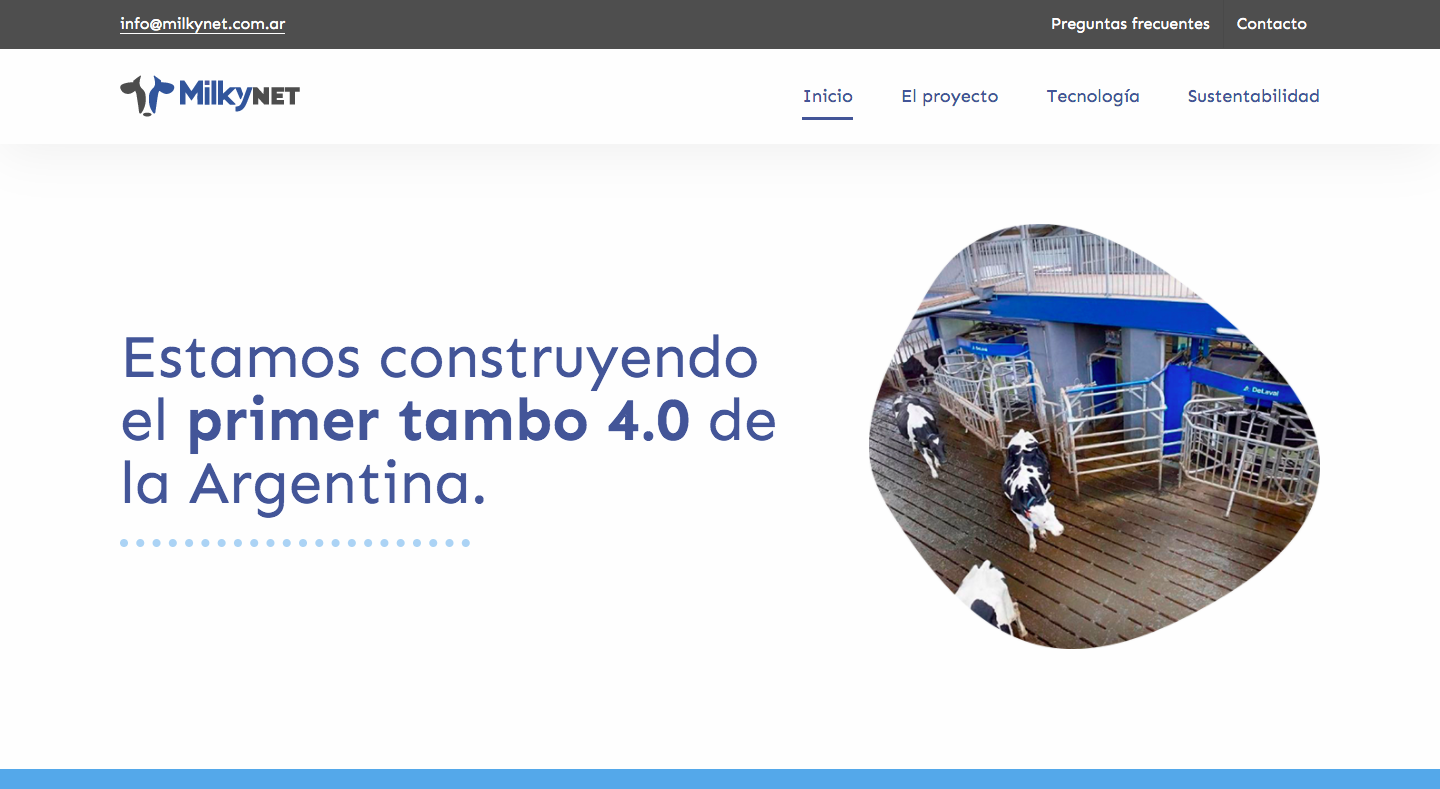 info@milkynet.com.ar
Preguntas frecuentes
Contacto
MilkyNET
Inicio
El proyecto
Tecnología
Sustentabilidad
Estamos construyendo
el primer tambo 4.0 de
la Argentina.
DeLaval